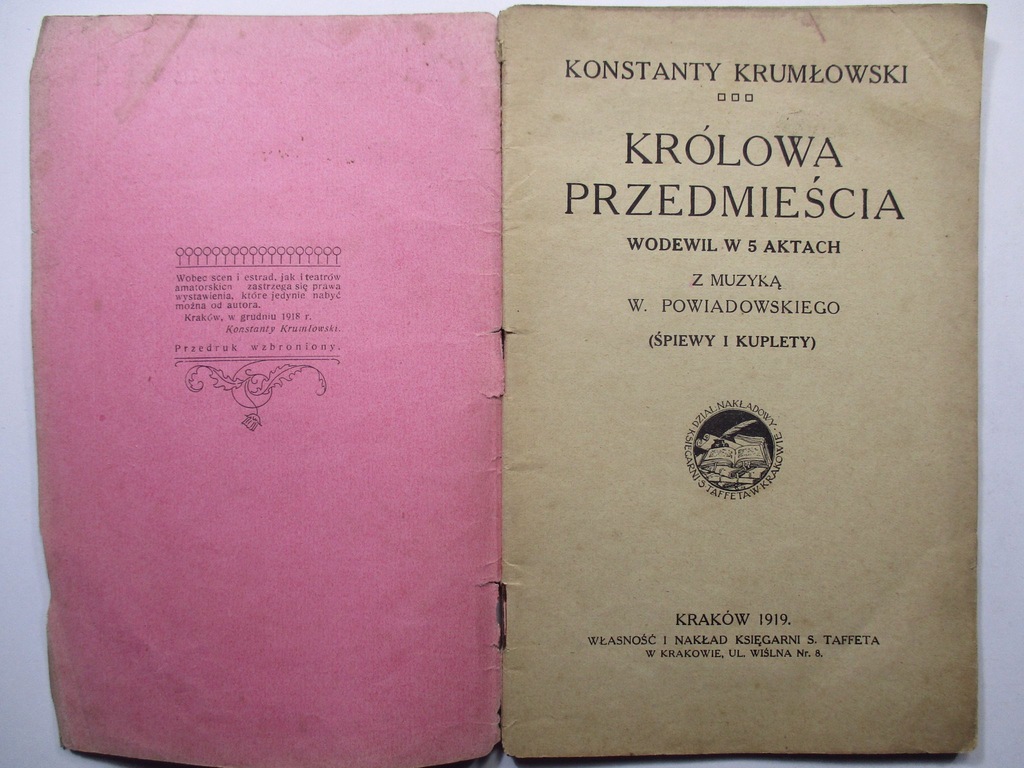 Wobec scen i estrad, jak i teatrów
amatorskich zastrzega się prawa
wystawienia, które jedynie nabyć
można od autora.
Kraków, w grudniu 1918 r.
Konstanty Krumłowski.
Przedruk wzbroniony.
KONSTANTY KRUMŁOWSKI
KRÓLOWA
PRZEDMIEŚCIA
WODEWIL W 5 AKTACH
Z MUZYKĄ
W. POWIADOWSKIEGO
(ŚPIEWY I KUPLETY)
DZIAŁ NAKŁADOWY · KSIĘGARNI S. TAFFETA W KRAKOWIE ·
KRAKÓW 1919.
WŁASNOŚĆ I NAKŁAD KSIĘGARNI S. TAFFETA
W KRAKOWIE, UL. WIŚLNA Nr. 8.